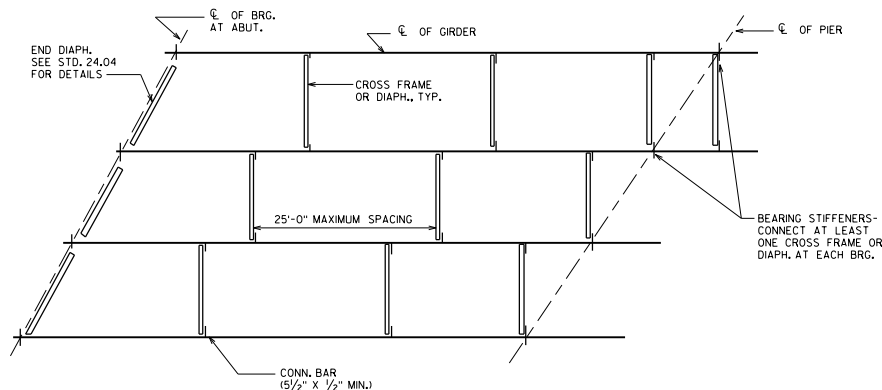 ℄ OF BRG.
AT ABUT.
℄ OF GIRDER
℄ OF PIER
END DIAPH.
SEE STD. 24.04
FOR DETAILS
CROSS FRAME
OR DIAPH., TYP.
25'-0" MAXIMUM SPACING
BEARING STIFFENERS-
CONNECT AT LEAST
ONE CROSS FRAME OR
DIAPH. AT EACH BRG.
CONN. BAR
(5½" X ½" MIN.)